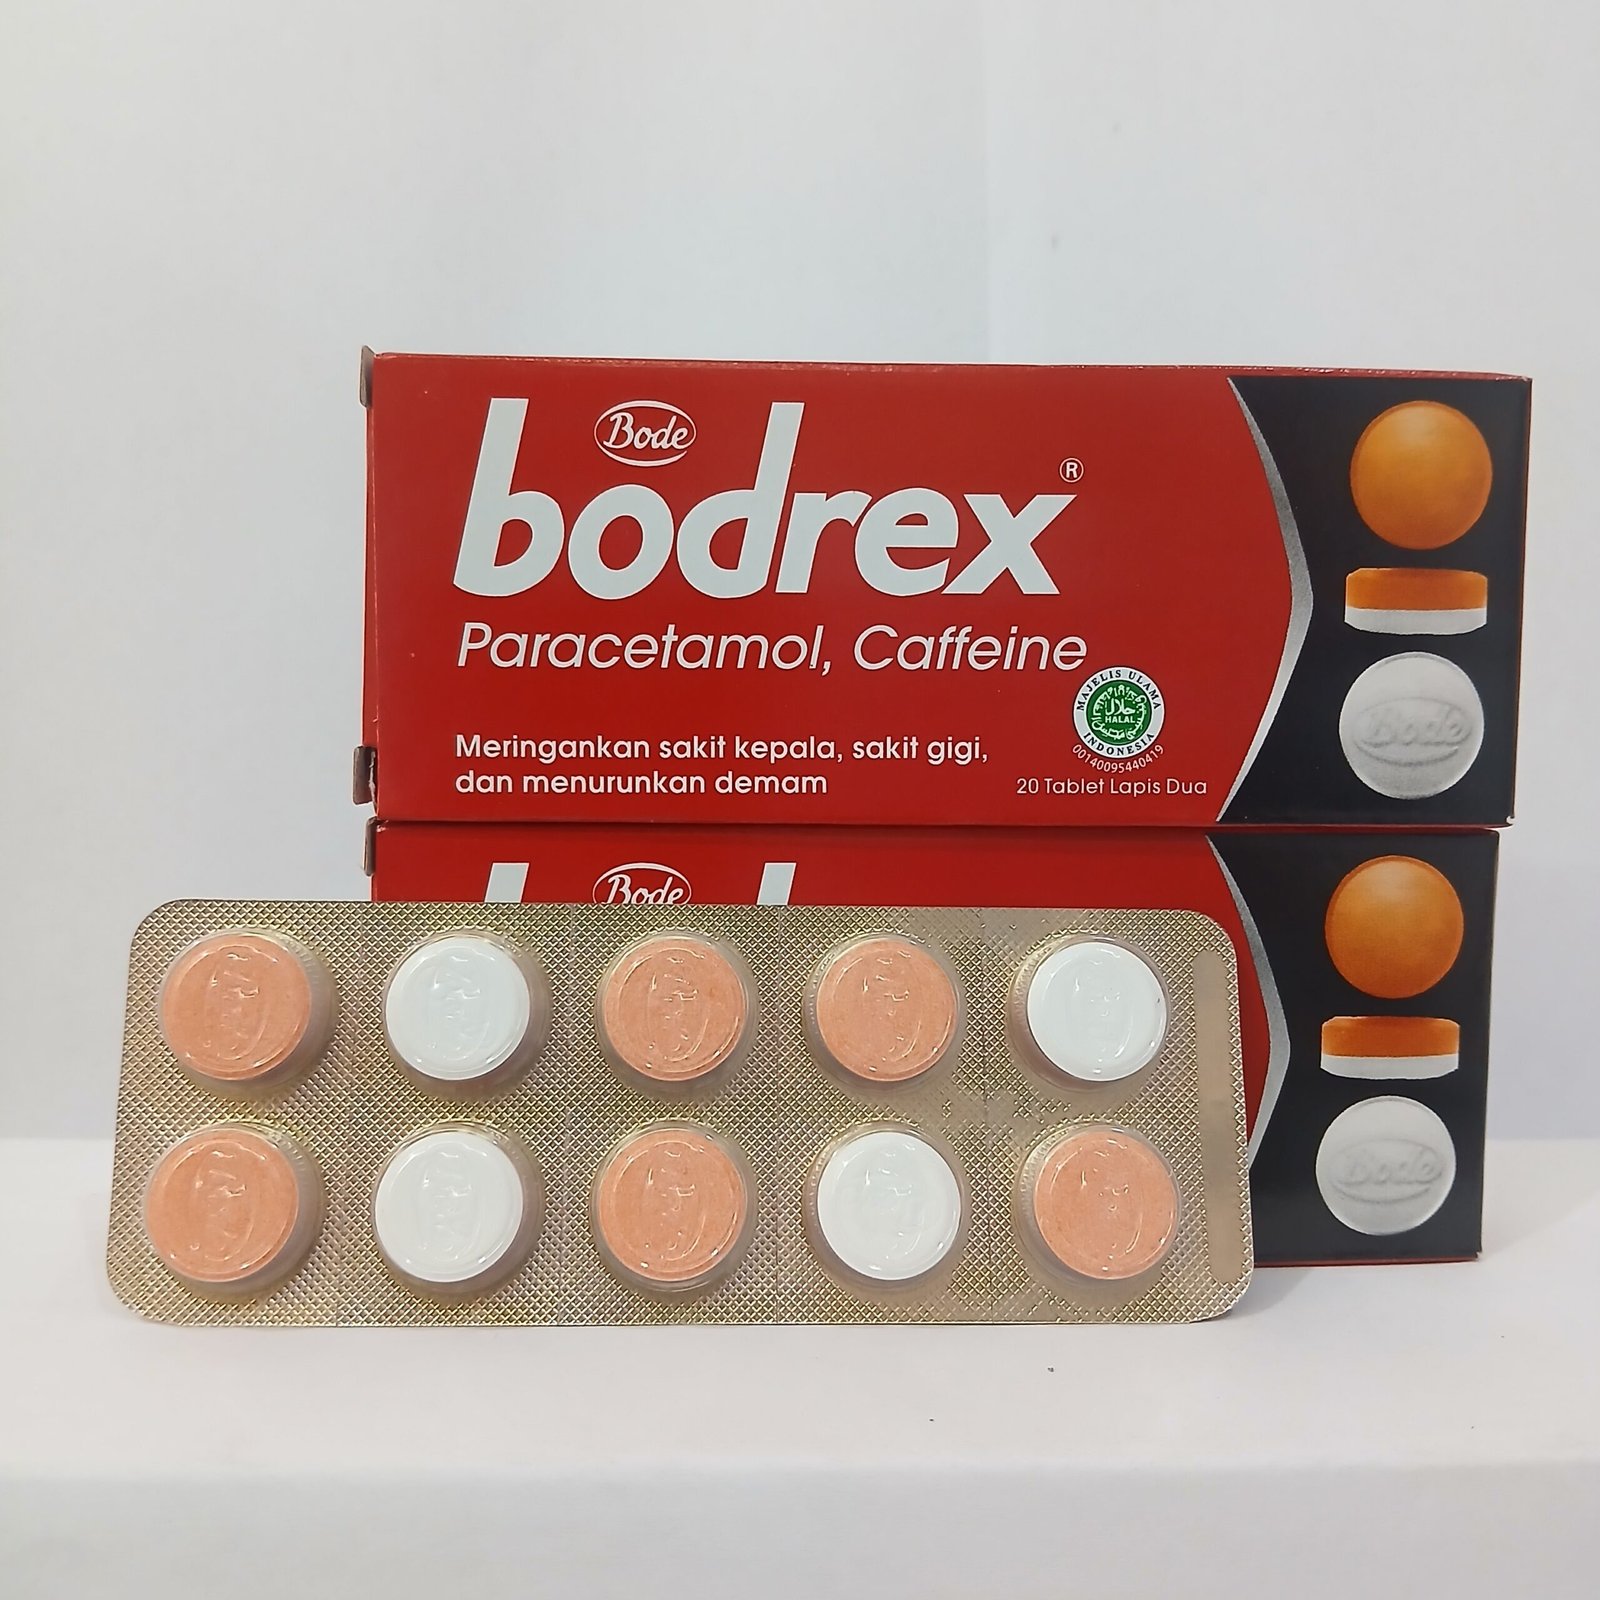 Bode
bodrex®
Paracetamol, Caffeine
Meringankan sakit kepala, sakit gigi,
dan menurunkan demam
MAJELIS ULAMA
حلال
HALAL
INDONESIA
00140095440419
20 Tablet Lapis Dua
Bode
Bode
Bode